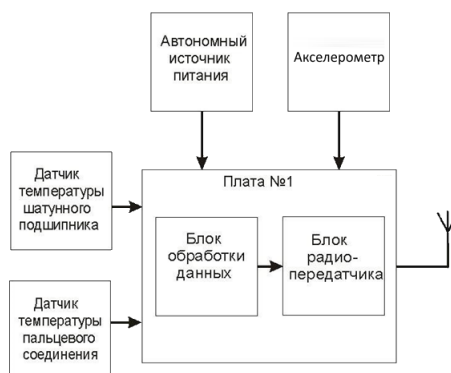 Автономный
источник
питания
Акселерометр
Датчик
температуры
шатунного
подшипника
Плата №1
Блок
обработки
данных
Блок
радио-
передатчика
Датчик
температуры
пальцевого
соединения